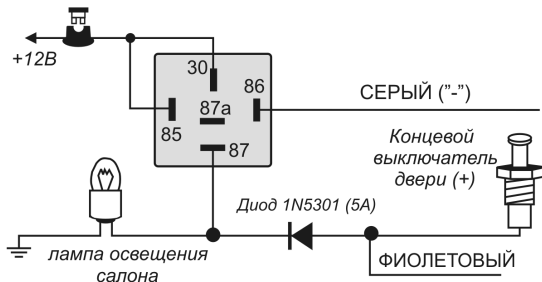 +12В
30
86
87а
85
87
СЕРЫЙ ("-")
Концевой
выключатель
двери (+)
Диод 1N5301 (5А)
лампа освещения
салона
ФИОЛЕТОВЫЙ